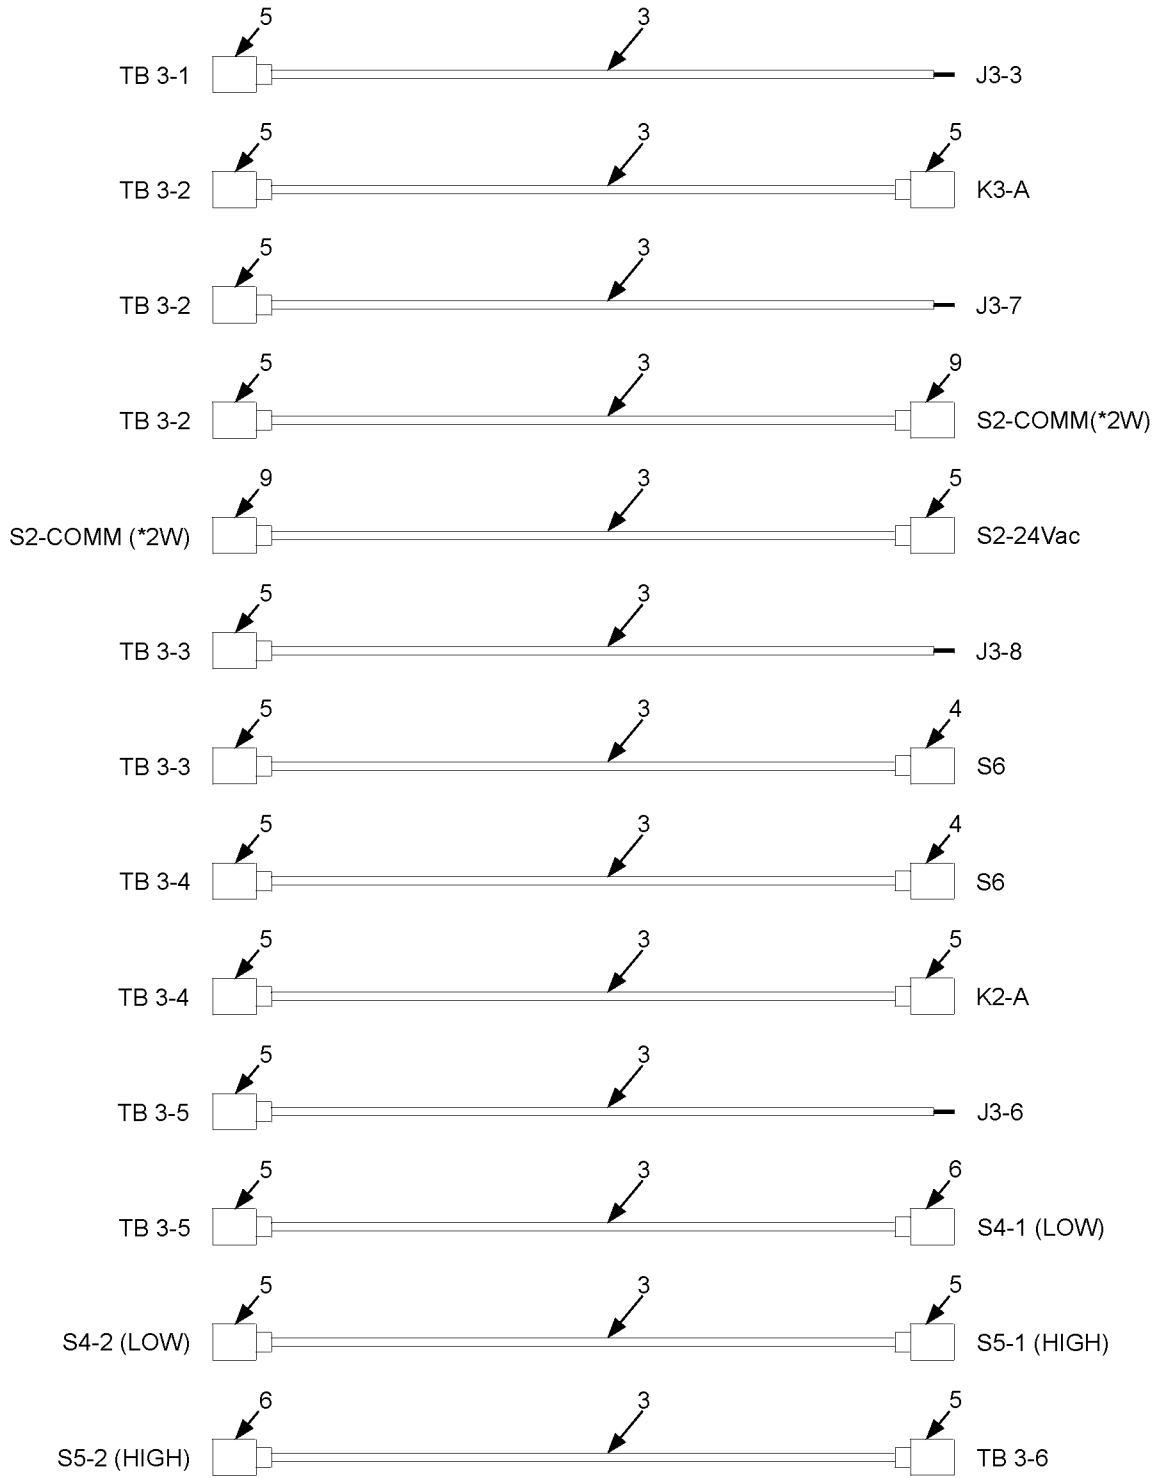 5 3
TB 3-1 J3-3
5 3 5
TB 3-2 K3-A
5 3
TB 3-2 J3-7
5 3 9
TB 3-2 S2-COMM(*2W)
9 3 5
S2-COMM (*2W) S2-24Vac
5 3
TB 3-3 J3-8
5 3 4
TB 3-3 S6
5 3 4
TB 3-4 S6
5 3 5
TB 3-4 K2-A
5 3
TB 3-5 J3-6
5 3 6
TB 3-5 S4-1 (LOW)
5 3 5
S4-2 (LOW) S5-1 (HIGH)
6 3 5
S5-2 (HIGH) TB 3-6